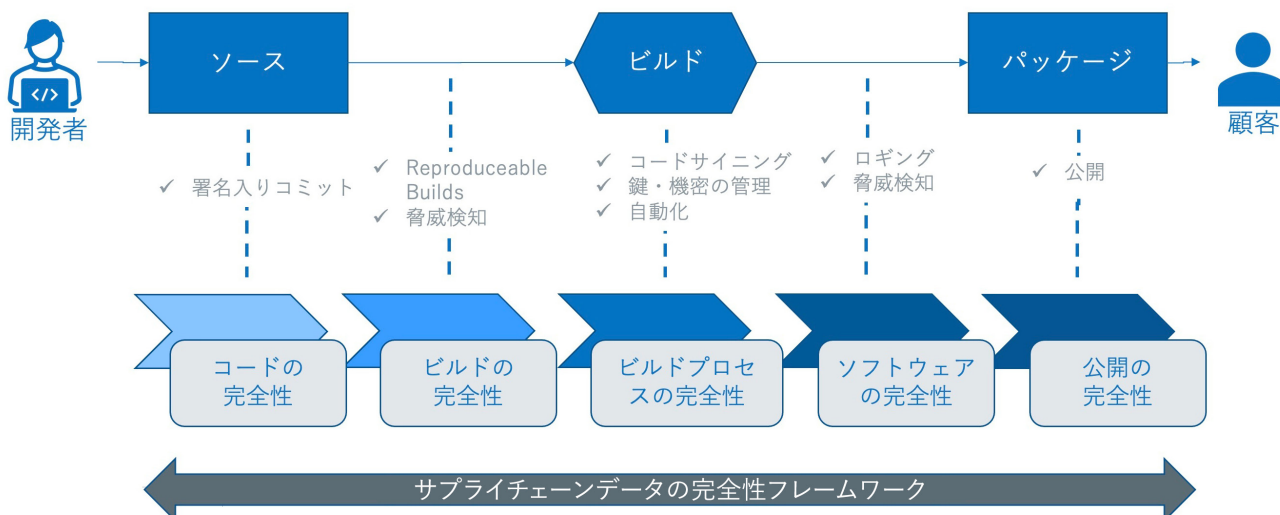 ソース
ビルド
パッケージ
</>
開発者
顧客
✓ 署名入りコミット
✓ Reproduceable
Builds
✓ 脅威検知
✓ コードサイニング
✓ 鍵・機密の管理
✓ 自動化
✓ ロギング
✓ 脅威検知
✓ 公開
コードの
完全性
ビルドの
完全性
ビルドプロセ
スの完全性
ソフトウェア
の完全性
公開の
完全性
サプライチェーンデータの完全性フレームワーク